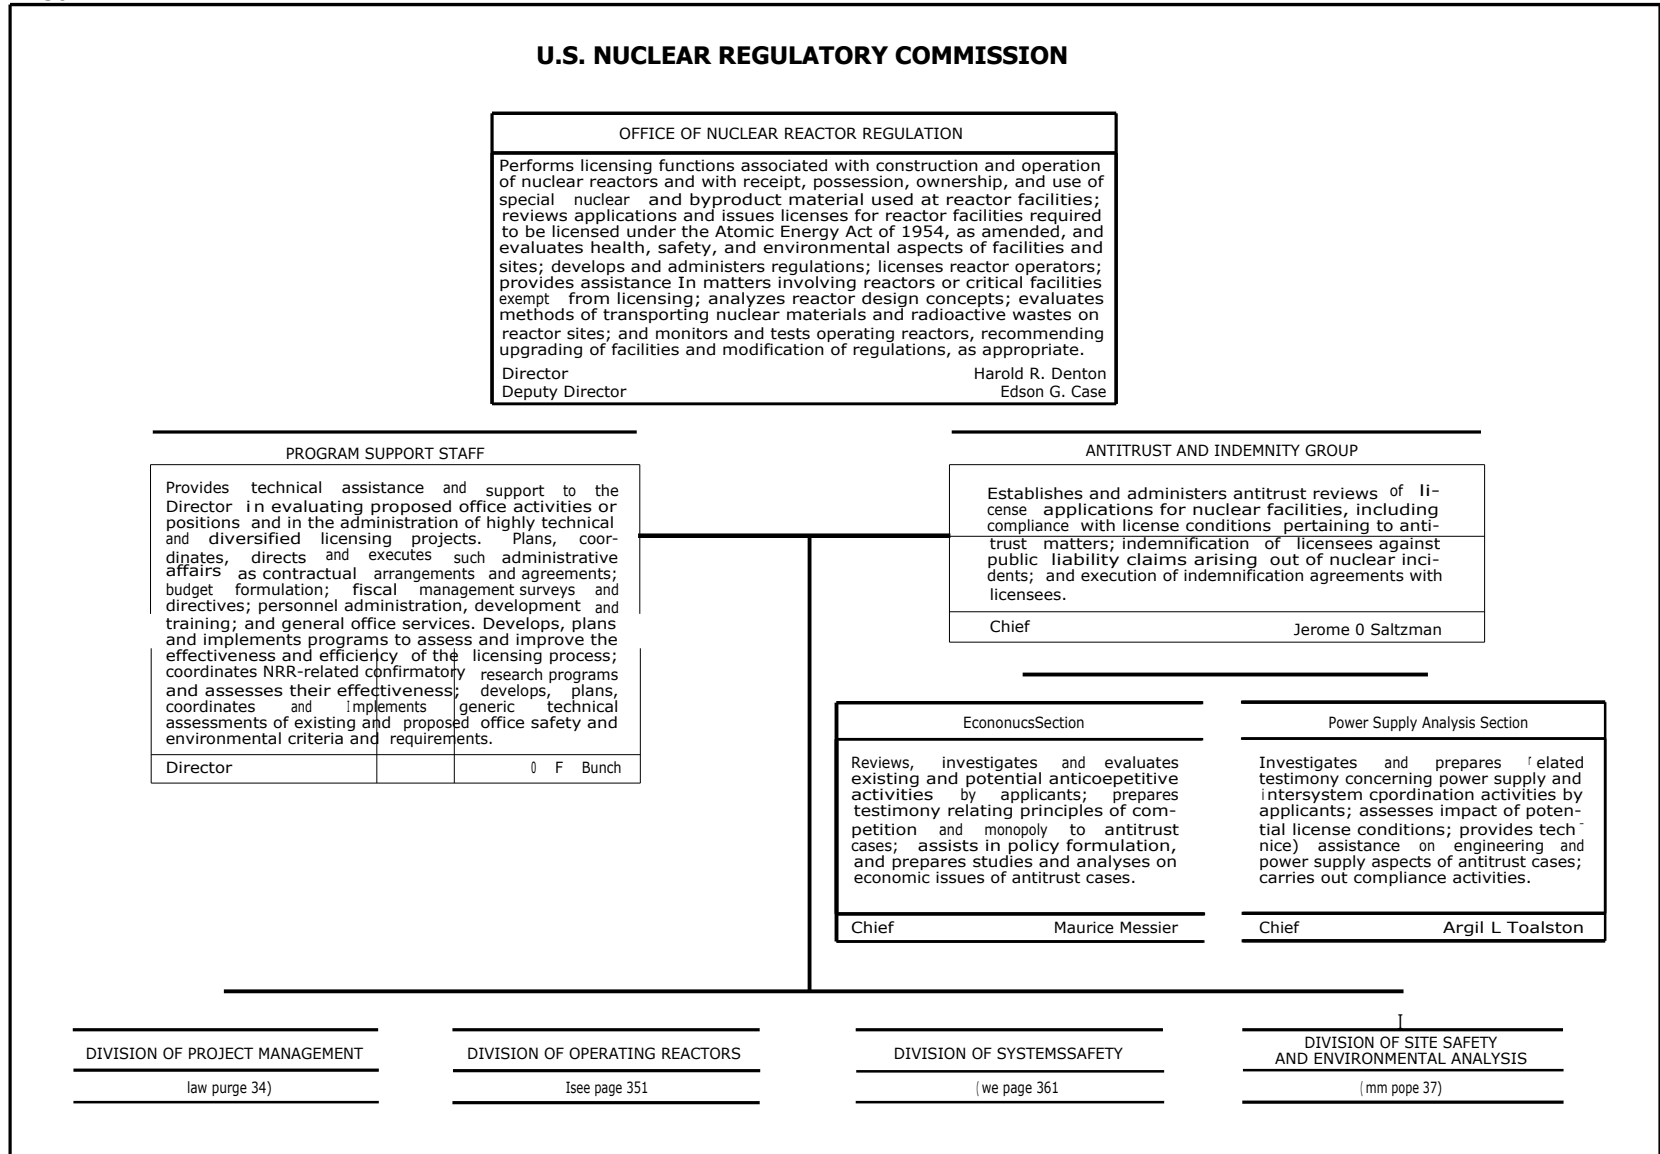 U.S. NUCLEAR REGULATORY COMMISSION
OFFICE OF NUCLEAR REACTOR REGULATION
Performs licensing functions associated with construction and operation
of nuclear reactors and with receipt, possession, ownership, and use of
special nuclear and byproduct material used at reactor facilities;
reviews applications and issues licenses for reactor facilities required
to be licensed under the Atomic Energy Act of 1954, as amended, and
evaluates health, safety, and environmental aspects of facilities and
sites; develops and administers regulations; licenses reactor operators;
provides assistance In matters involving reactors or critical facilities
exempt from licensing; analyzes reactor design concepts; evaluates
methods of transporting nuclear materials and radioactive wastes on
reactor sites; and monitors and tests operating reactors, recommending
upgrading of facilities and modification of regulations, as appropriate.
Director Harold R. Denton
Deputy Director Edson G. Case
PROGRAM SUPPORT STAFF
Provides technical assistance and support to the
Director in evaluating proposed office activities or
positions and in the administration of highly technical
and diversified licensing projects. Plans, coor-
dinates, directs and executes such administrative
affairs as contractual arrangements and agreements;
budget formulation; fiscal management surveys and
directives; personnel administration, development and
training; and general office services. Develops, plans
and implements programs to assess and improve the
effectiveness and efficiency of the licensing process;
coordinates NRR-related confirmatory research programs
and assesses their effectiveness; develops, plans,
coordinates and Implements generic technical
assessments of existing and proposed office safety and
environmental criteria and requirements.
Director 0 F Bunch
ANTITRUST AND INDEMNITY GROUP
Establishes and administers antitrust reviews of li-
cense applications for nuclear facilities, including
compliance with license conditions pertaining to anti-
trust matters; indemnification of licensees against
public liability claims arising out of nuclear inci-
dents; and execution of indemnification agreements with
licensees.
Chief Jerome 0 Saltzman
EcononucsSection
Reviews, investigates and evaluates
existing and potential anticoepetitive
activities by applicants; prepares
testimony relating principles of com-
petition and monopoly to antitrust
cases; assists in policy formulation,
and prepares studies and analyses on
economic issues of antitrust cases.
Chief Maurice Messier
Power Supply Analysis Section
Investigates and prepares related
testimony concerning power supply and
intersystem cpordination activities by
applicants; assesses impact of poten-
tial license conditions; provides tech-
nice) assistance on engineering and
power supply aspects of antitrust cases;
carries out compliance activities.
Chief Argil L Toalston
I
DIVISION OF PROJECT MANAGEMENT
law purge 34)
DIVISION OF OPERATING REACTORS
Isee page 351
DIVISION OF SYSTEMSSAFETY
(we page 361
DIVISION OF SITE SAFETY
AND ENVIRONMENTAL ANALYSIS
(mm pope 37)